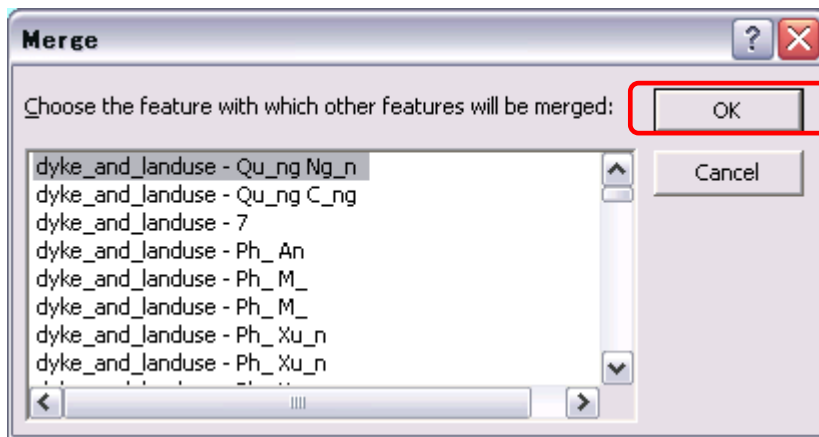 Merge
Choose the feature with which other features will be merged:
OK
Cancel
dyke_and_landuse - Qu_ng Ng_n
dyke_and_landuse - Qu_ng C_ng
dyke_and_landuse - 7
dyke_and_landuse - Ph_ An
dyke_and_landuse - Ph_ M_
dyke_and_landuse - Ph_ M_
dyke_and_landuse - Ph_ Xu_n
dyke_and_landuse - Ph_ Xu_n